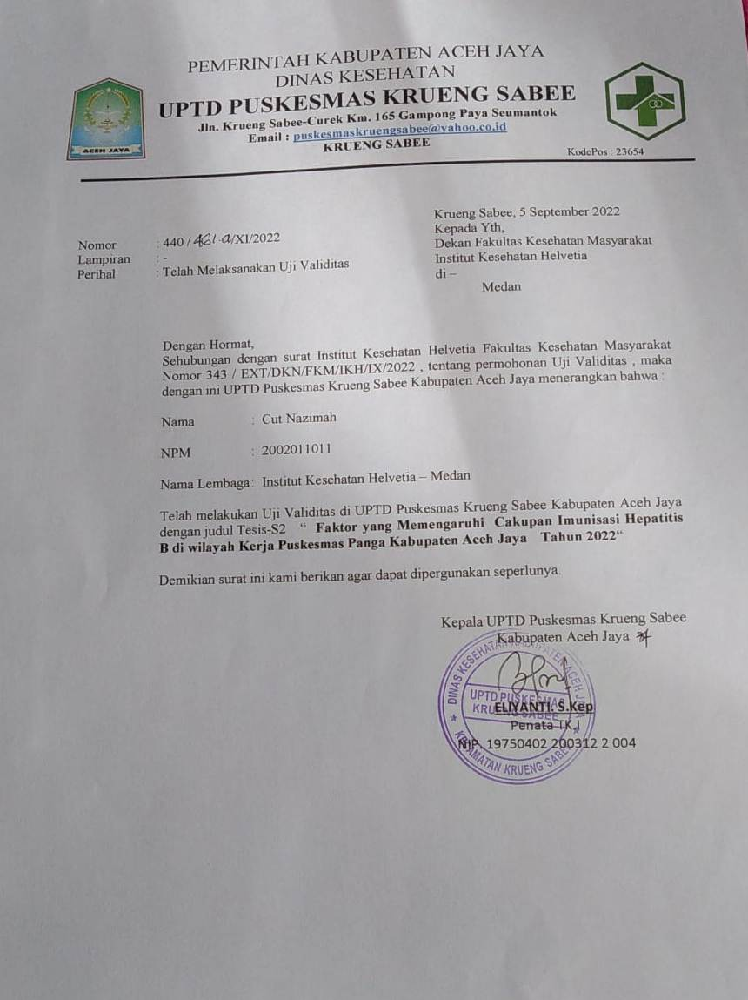 PEMERINTAH KABUPATEN ACEH JAYA
DINAS KESEHATAN
UPTD PUSKESMAS KRUENG SABEE
Jln. Krueng Sabee-Curek Km. 165 Gampong Paya Seumantok
Email : puskesmaskruengsabee@yahoo.co.id
KRUENG SABEE
KodePos : 23654
ACEH JAYA
Krueng Sabee, 5 September 2022
Kepada Yth,
Dekan Fakultas Kesehatan Masyarakat
Institut Kesehatan Helvetia
di –
Medan
Nomor : 440 / 461.a/XI/2022
Lampiran : -
Perihal : Telah Melaksanakan Uji Validitas
Dengan Hormat,
Sehubungan dengan surat Institut Kesehatan Helvetia Fakultas Kesehatan Masyarakat
Nomor 343 / EXT/DKN/FKM/IKH/IX/2022 , tentang permohonan Uji Validitas , maka
dengan ini UPTD Puskesmas Krueng Sabee Kabupaten Aceh Jaya menerangkan bahwa :
Nama : Cut Nazimah
NPM : 2002011011
Nama Lembaga : Institut Kesehatan Helvetia – Medan
Telah melakukan Uji Validitas di UPTD Puskesmas Krueng Sabee Kabupaten Aceh Jaya
dengan judul Tesis-S2 “ Faktor yang Memengaruhi Cakupan Imunisasi Hepatitis
B di wilayah Kerja Puskesmas Panga Kabupaten Aceh Jaya Tahun 2022“
Demikian surat ini kami berikan agar dapat dipergunakan seperlunya.
Kepala UPTD Puskesmas Krueng Sabee
Kabupaten Aceh Jaya
DINAS KESEHATAN KABUPATEN ACEH JAYA
UPTD PUSKESMAS
KRUENG SABEE
KECAMATAN KRUENG SABEE
ELIYANTI. S.Kep
Penata TK.I
NIP. 19750402 200312 2 004